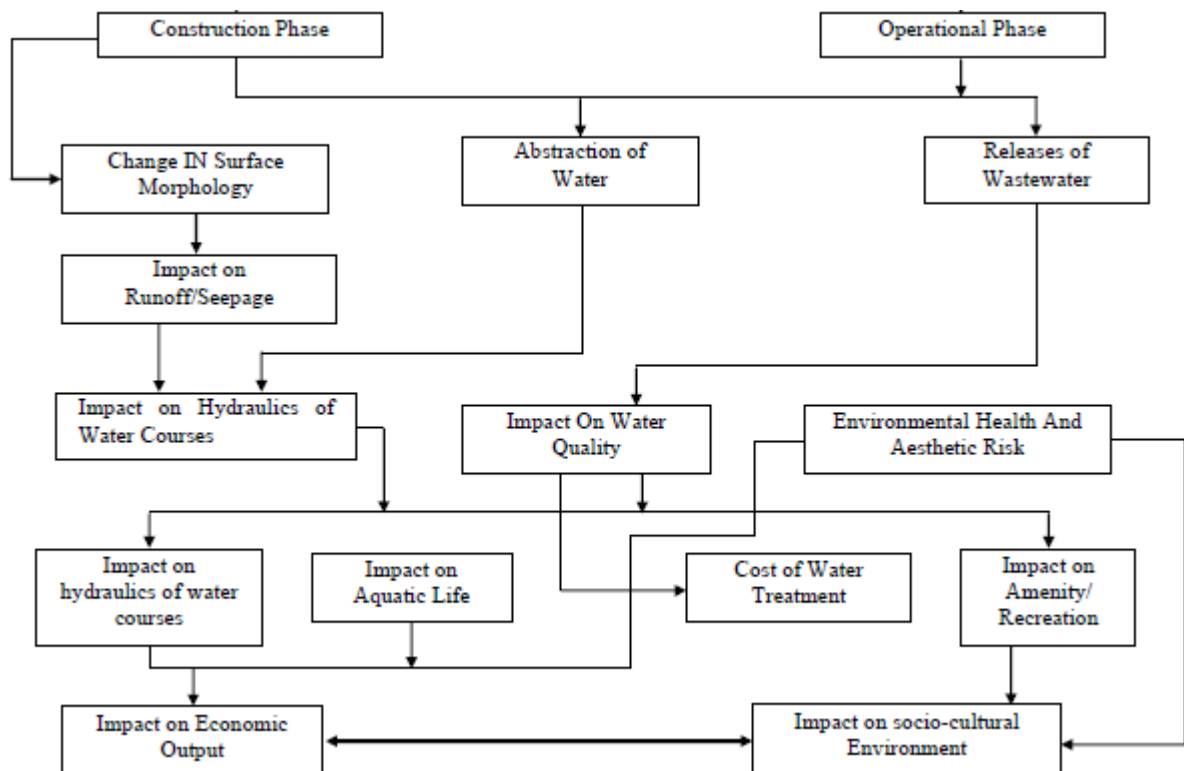 Construction Phase
Operational Phase
Change IN Surface
Morphology
Abstraction of
Water
Releases of
Wastewater
Impact on
Runoff/Seepage
Impact on Hydraulics of
Water Courses
Impact On Water
Quality
Environmental Health And
Aesthetic Risk
Impact on
hydraulics of water
courses
Impact on
Aquatic Life
Cost of Water
Treatment
Impact on
Amenity/
Recreation
Impact on Economic
Output
Impact on socio-cultural
Environment